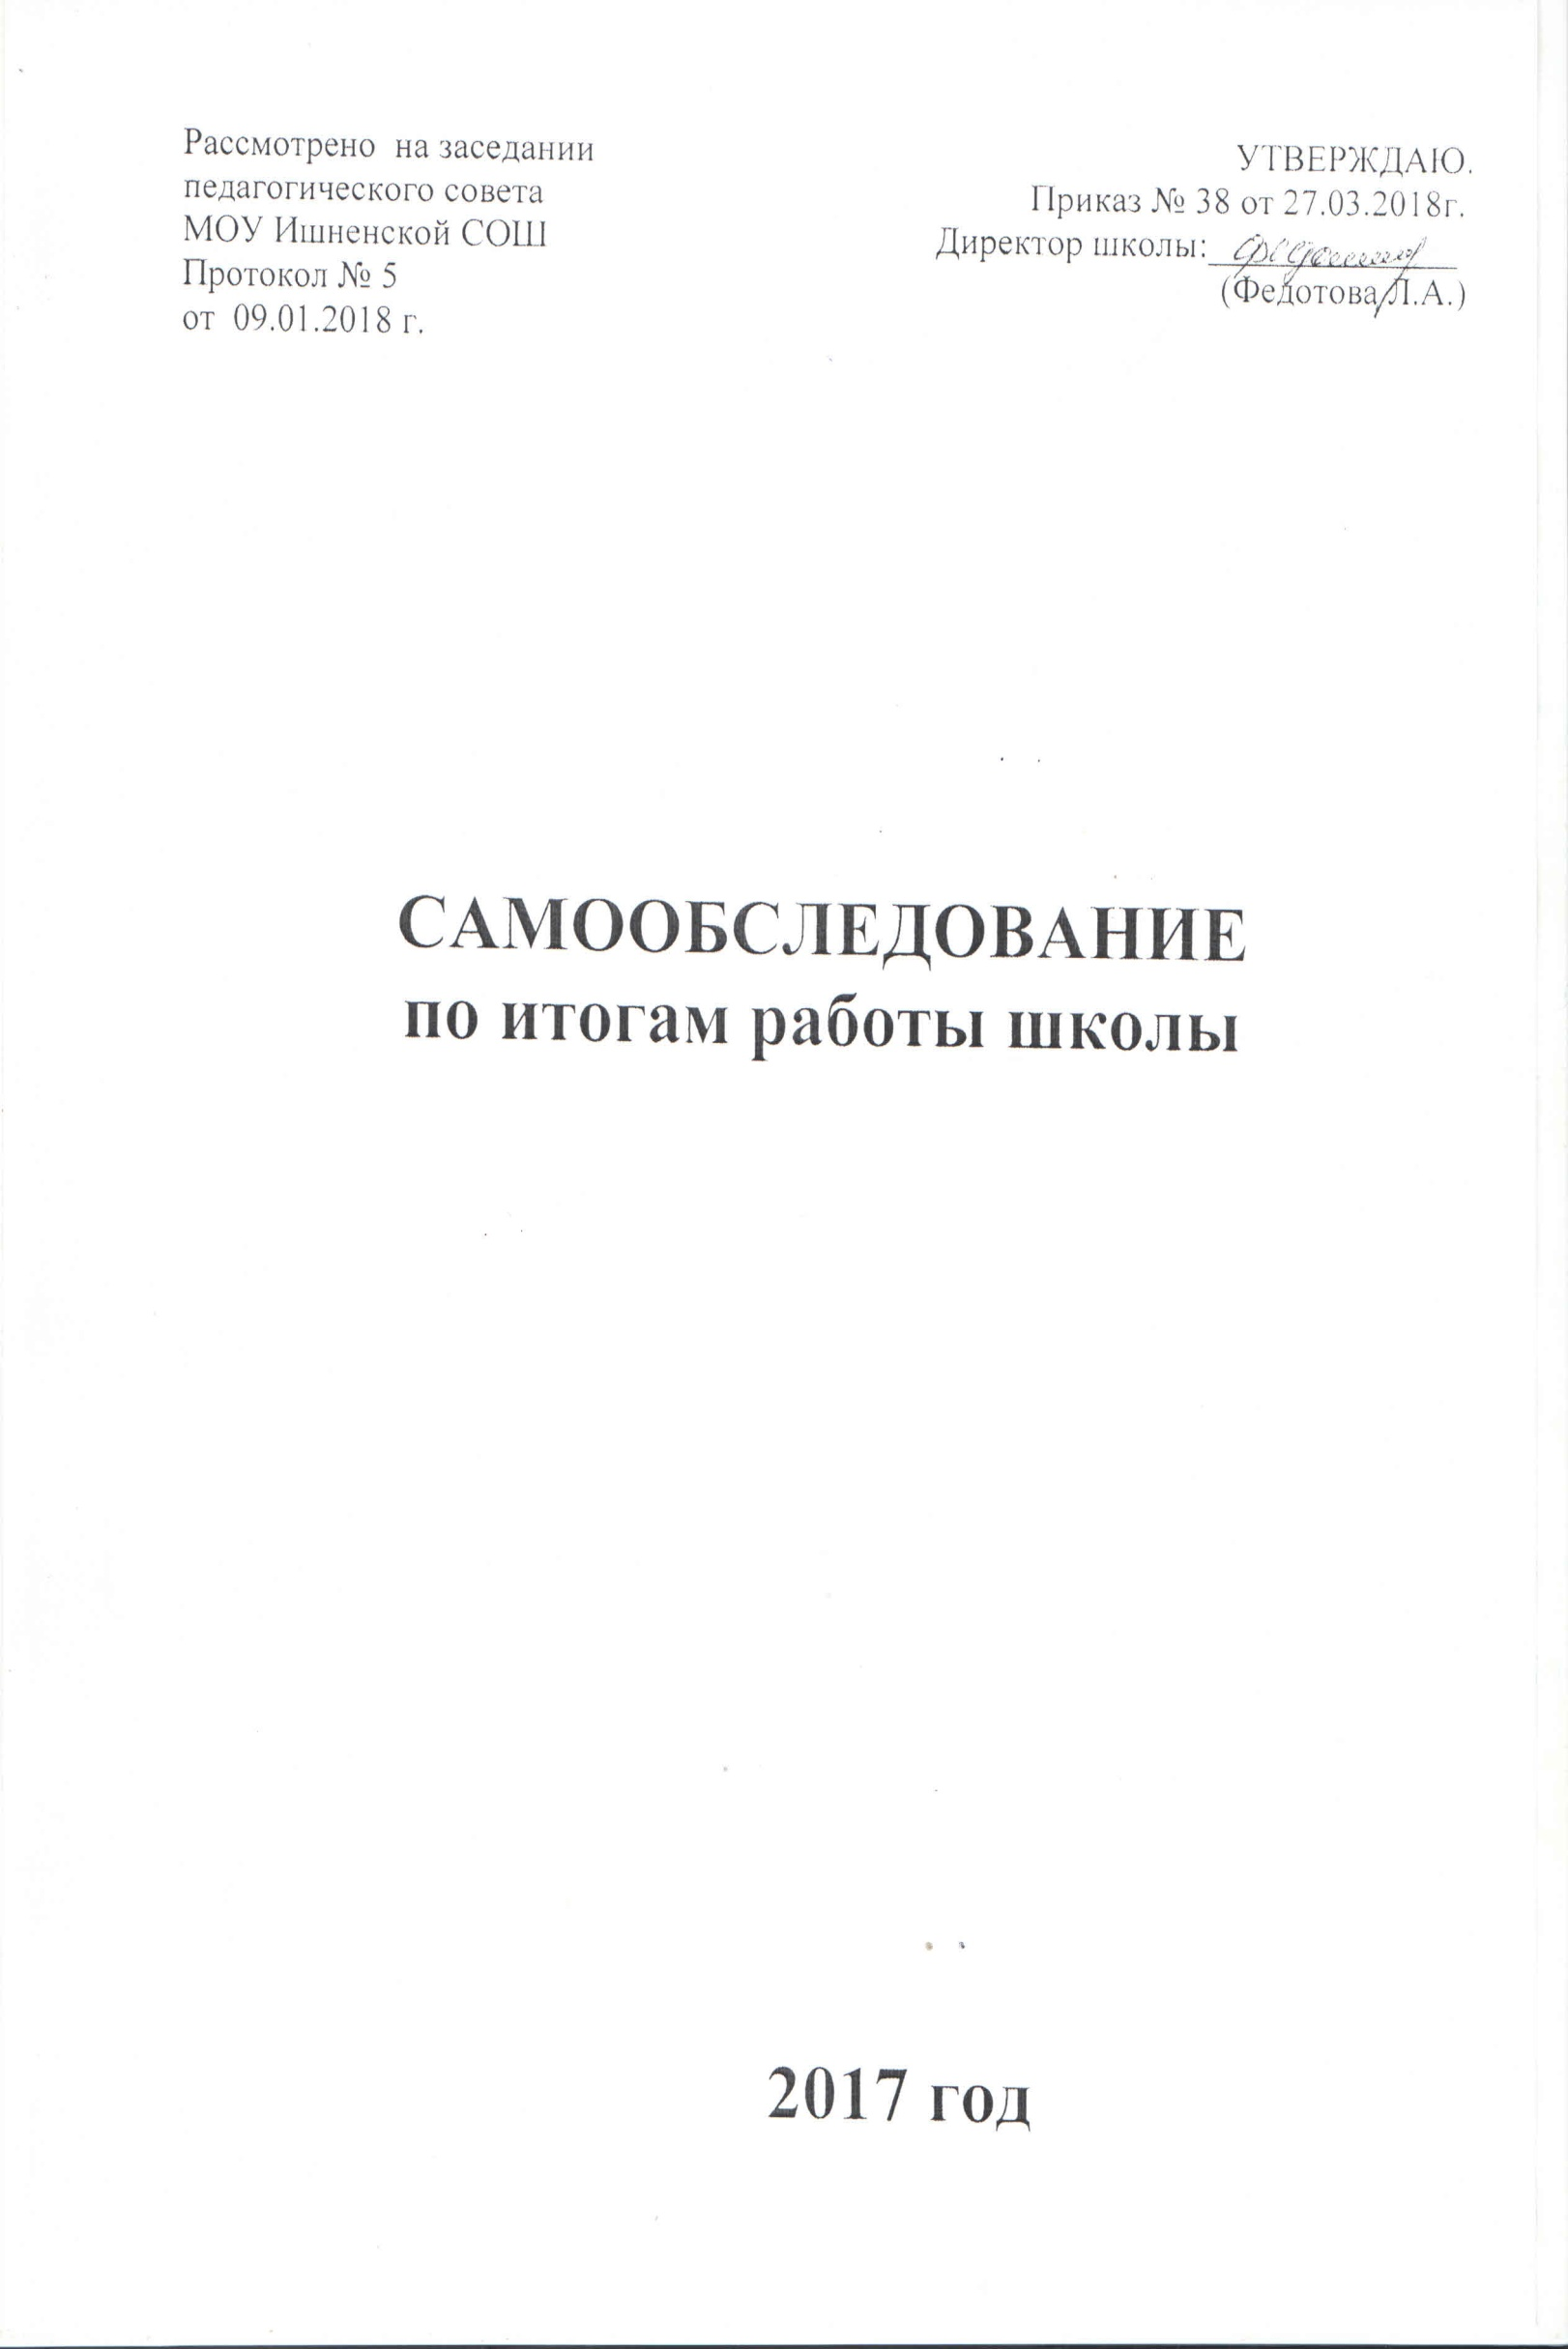 Рассмотрено на заседании
педагогического совета
МОУ Ишненской СОШ
Протокол № 5
от 09.01.2018 г.
УТВЕРЖДАЮ.
Приказ № 38 от 27.03.2018г.
Директор школы:
(Федотова Л.А.)
САМООБСЛЕДОВАНИЕ
по итогам работы школы
2017 год